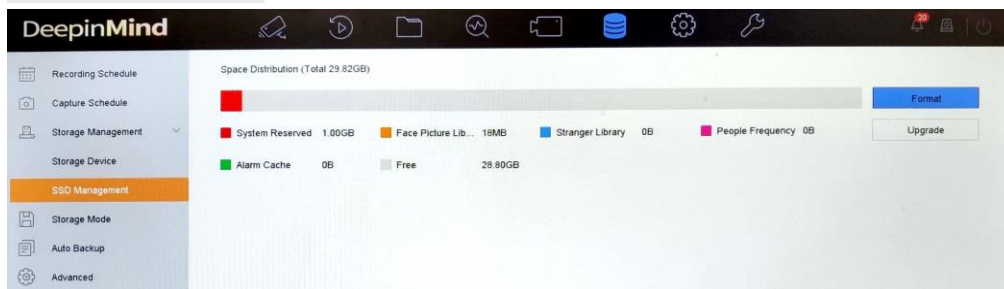 DeepinMind
20
Recording Schedule
Capture Schedule
Storage Management
Storage Device
SSD Management
Storage Mode
Auto Backup
Advanced
Space Distribution (Total 29.82GB)
Format
System Reserved 1.00GB Face Picture Lib... 18MB Stranger Library 0B People Frequency 0B
Upgrade
Alarm Cache 0B Free 28.80GB